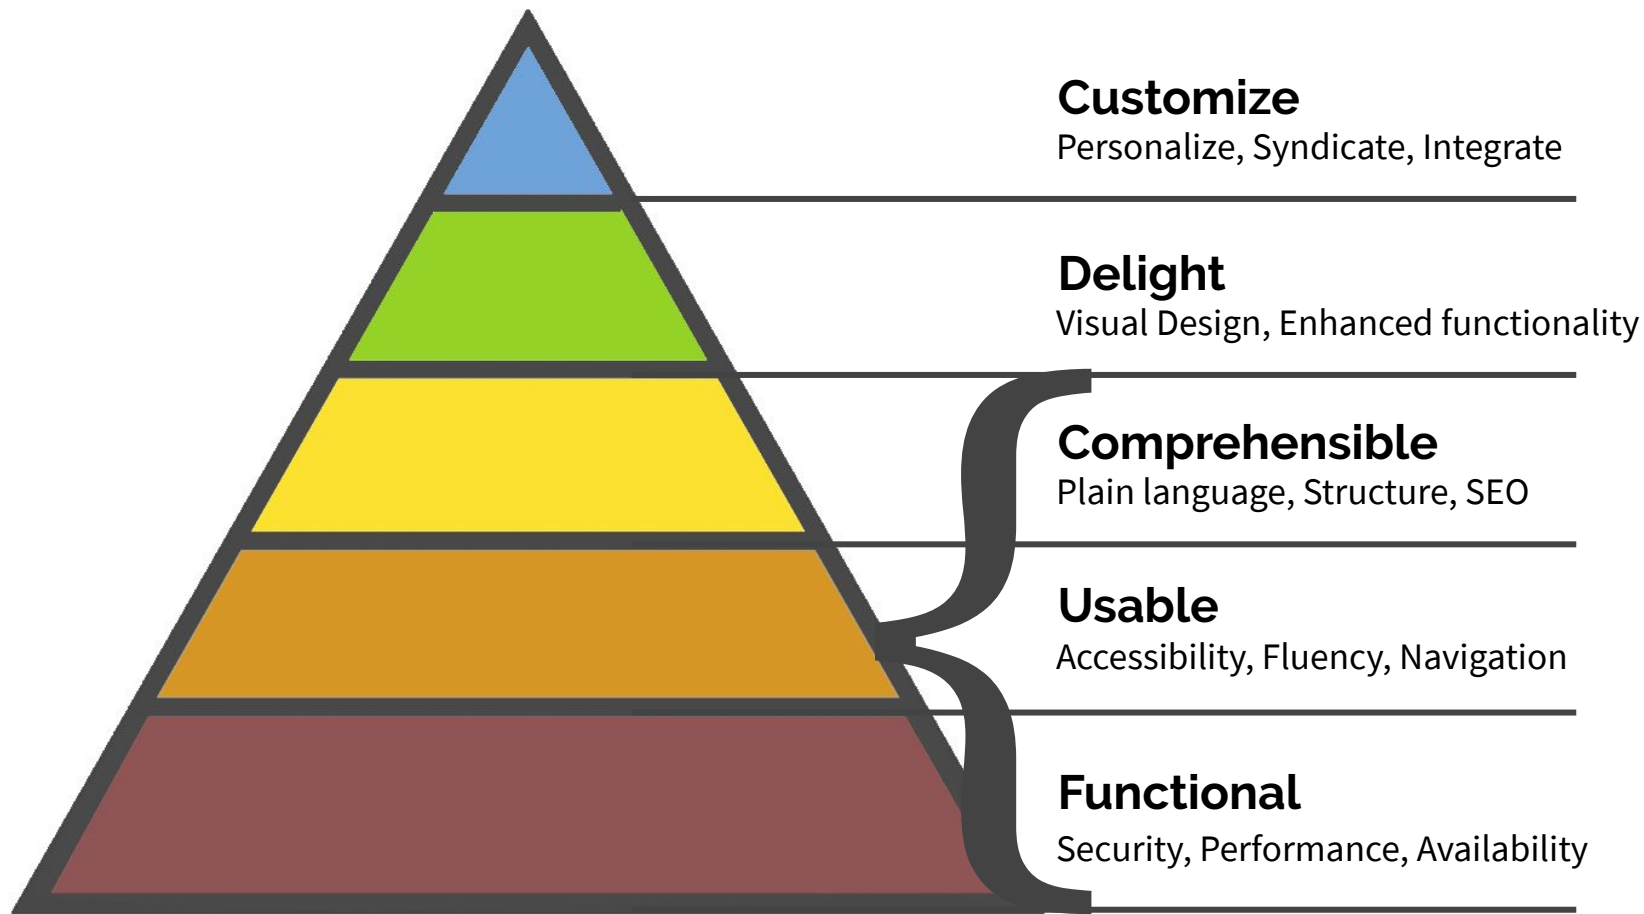 Customize
Personalize, Syndicate, Integrate
Delight
Visual Design, Enhanced functionality
Comprehensible
Plain language, Structure, SEO
Usable
Accessibility, Fluency, Navigation
Functional
Security, Performance, Availability